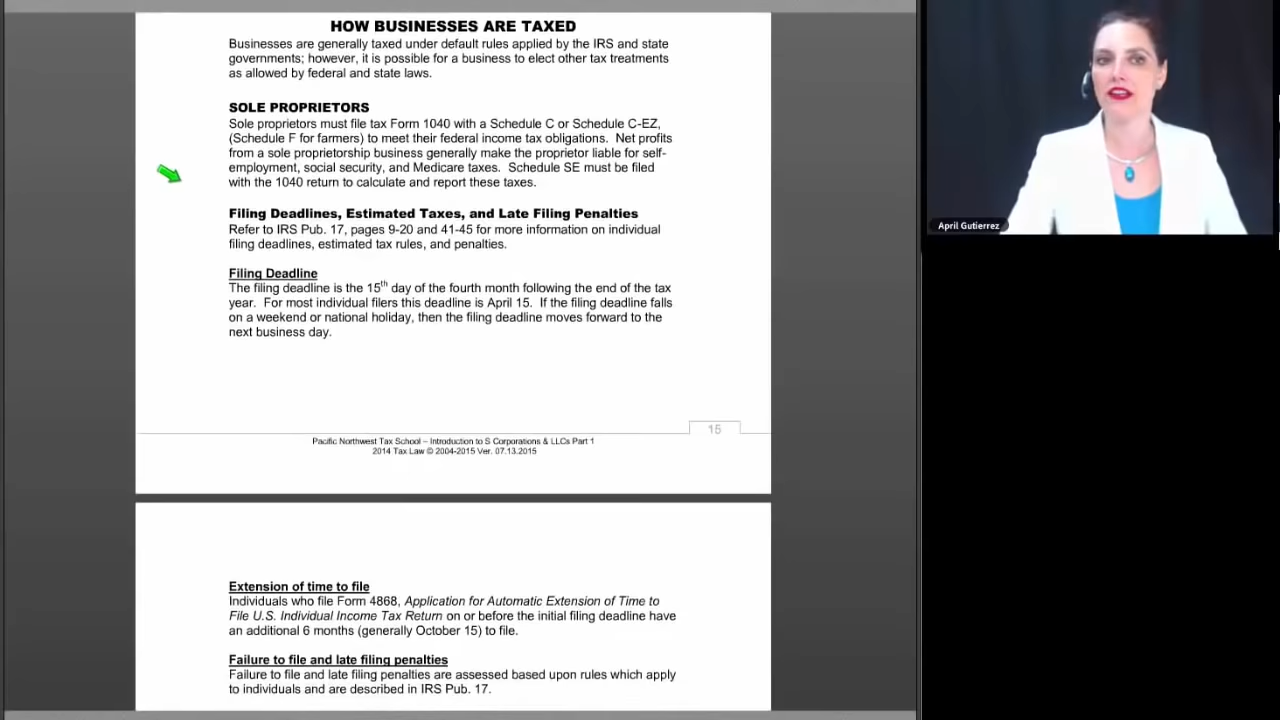 HOW BUSINESSES ARE TAXED
Businesses are generally taxed under default rules applied by the IRS and state
governments; however, it is possible for a business to elect other tax treatments
as allowed by federal and state laws.
SOLE PROPRIETORS
Sole proprietors must file tax Form 1040 with a Schedule C or Schedule C-EZ,
(Schedule F for farmers) to meet their federal income tax obligations.  Net profits
from a sole proprietorship business generally make the proprietor liable for self-
employment, social security, and Medicare taxes.  Schedule SE must be filed
with the 1040 return to calculate and report these taxes.
Filing Deadlines, Estimated Taxes, and Late Filing Penalties
Refer to IRS Pub. 17, pages 9-20 and 41-45 for more information on individual
filing deadlines, estimated tax rules, and penalties.
Filing Deadline
The filing deadline is the 15th day of the fourth month following the end of the tax
year.  For most individual filers this deadline is April 15.  If the filing deadline falls
on a weekend or national holiday, then the filing deadline moves forward to the
next business day.
15
Pacific Northwest Tax School – Introduction to S Corporations & LLCs Part 1
2014 Tax Law © 2004-2015 Ver. 07.13.2015
Extension of time to file
Individuals who file Form 4868, Application for Automatic Extension of Time to
File U.S. Individual Income Tax Return on or before the initial filing deadline have
an additional 6 months (generally October 15) to file.
Failure to file and late filing penalties
Failure to file and late filing penalties are assessed based upon rules which apply
to individuals and are described in IRS Pub. 17.
April Gutierrez